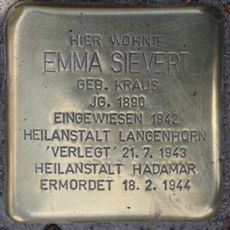 HIER WOHNTE
EMMA SIEVERT
GEB. KRAUS
JG. 1890
EINGEWIESEN 1942
HEILANSTALT LANGENHORN
'VERLEGT' 21.7.1943
HEILANSTALT HADAMAR
ERMORDET 18.2.1944